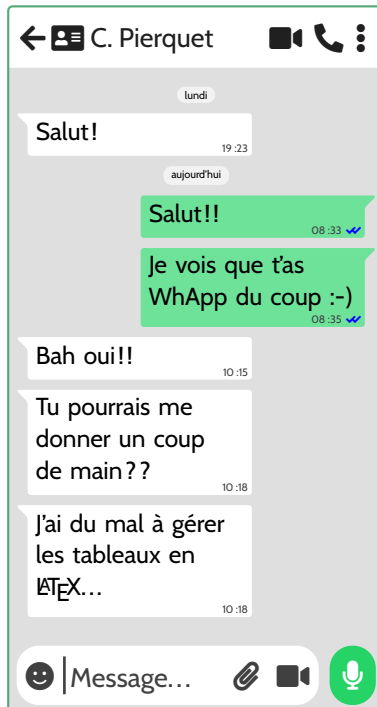 C. Pierquet
lundi
Salut!
19 :23
aujourd'hui
Salut!!
08 :33
Je vois que t'as
WhApp du coup :-)
08 :35
Bah oui!!
10 :15
Tu pourrais me
donner un coup
de main??
10 :18
J'ai du mal à gérer
les tableaux en
LATEX...
10 :18
Message...